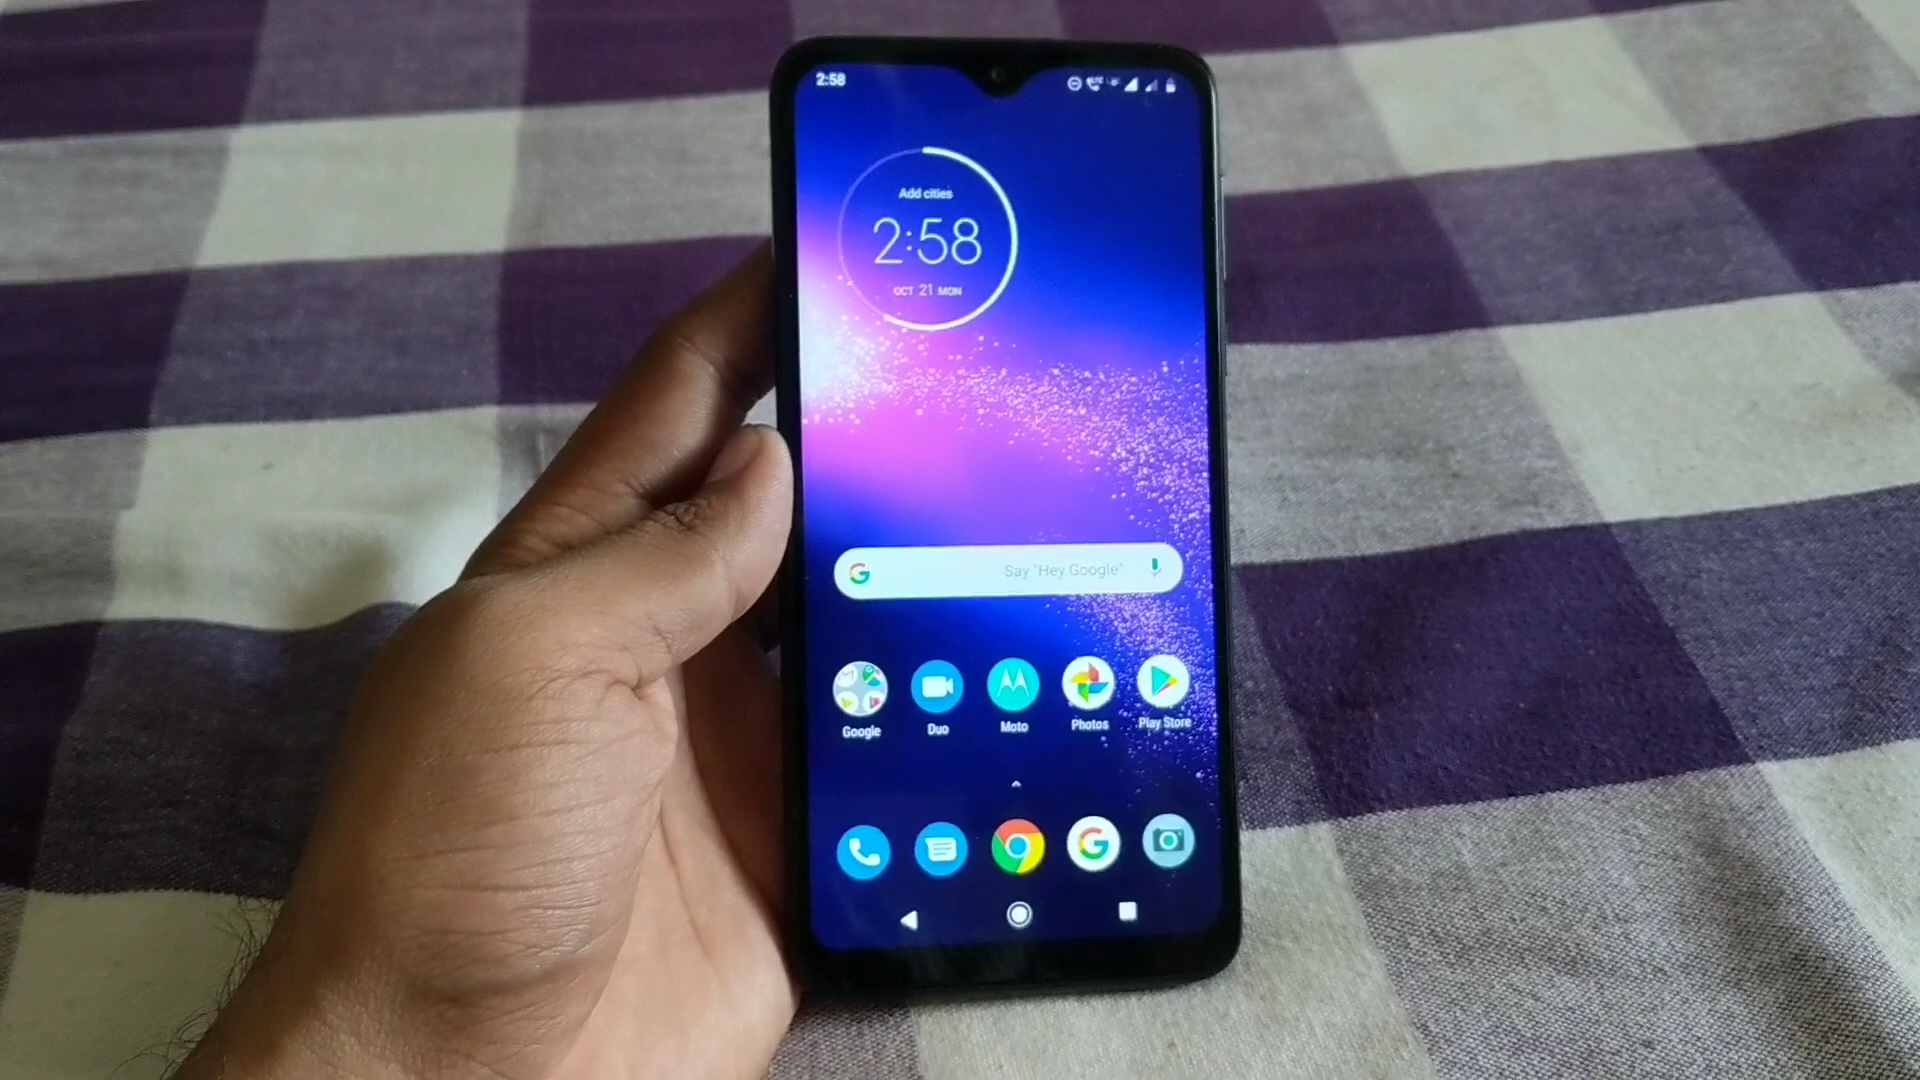 2:58
Add cities
2:58
OCT 21 MON
Say "Hey Google"
Google
Duo
Moto
Photos
Play Store